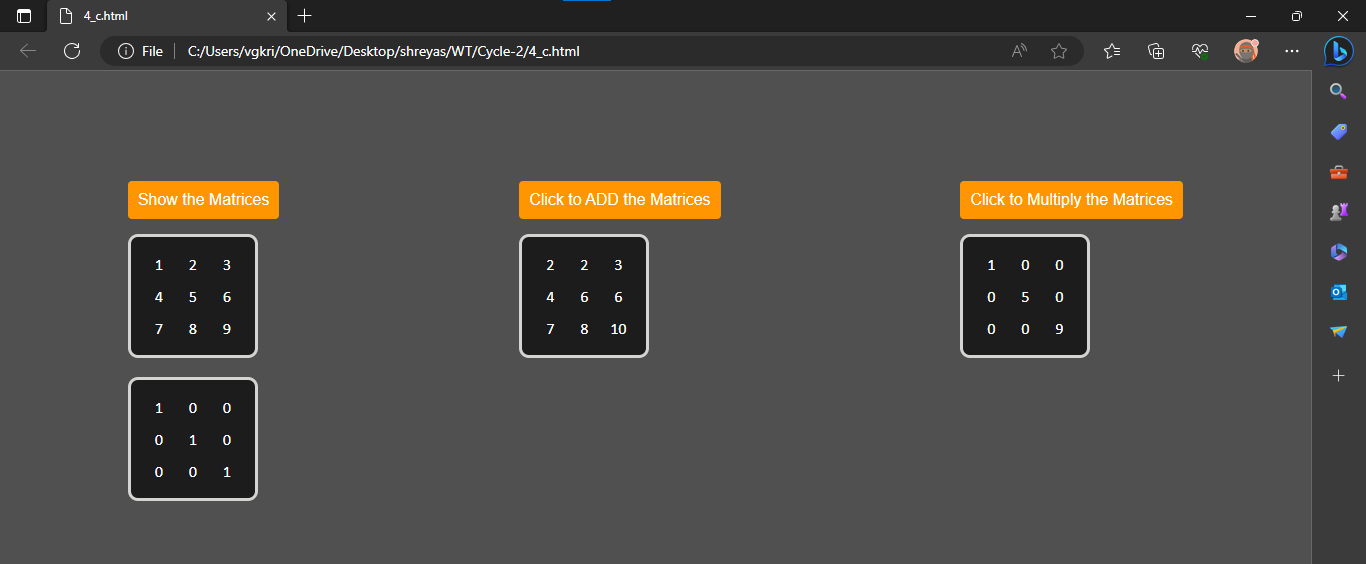 4_c.html
File C:/Users/vgkri/OneDrive/Desktop/shreyas/WT/Cycle-2/4_c.html
Show the Matrices
1 2 3
4 5 6
7 8 9
1 0 0
0 1 0
0 0 1
Click to ADD the Matrices
2 2 3
4 6 6
7 8 10
Click to Multiply the Matrices
1 0 0
0 5 0
0 0 9